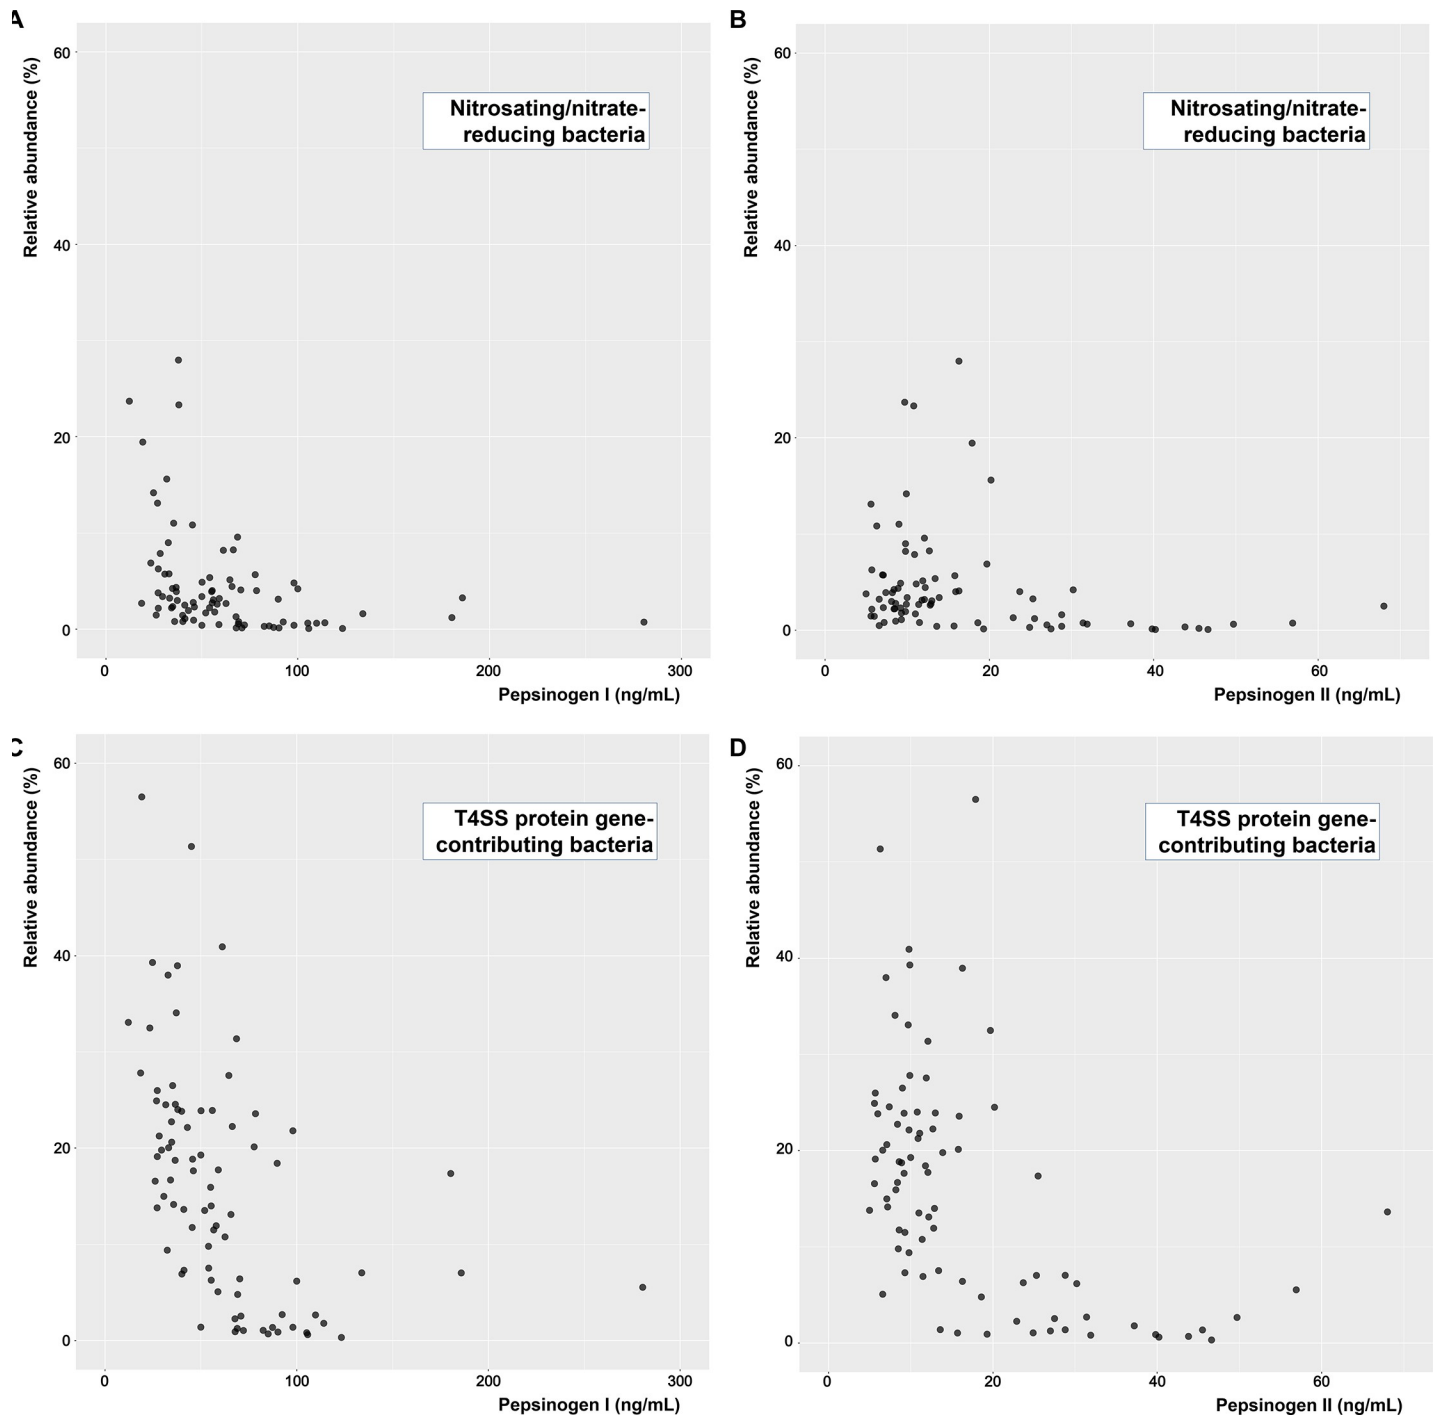 A
Relative abundance (%)
60
40
20
0
Nitrosating/nitrate-
reducing bacteria
0 100 200 300
Pepsinogen I (ng/mL)
B
Relative abundance (%)
60
40
20
0
Nitrosating/nitrate-
reducing bacteria
0 20 40 60
Pepsinogen II (ng/mL)
C
Relative abundance (%)
60
40
20
0
T4SS protein gene-
contributing bacteria
0 100 200 300
Pepsinogen I (ng/mL)
D
Relative abundance (%)
60
40
20
0
T4SS protein gene-
contributing bacteria
0 20 40 60
Pepsinogen II (ng/mL)